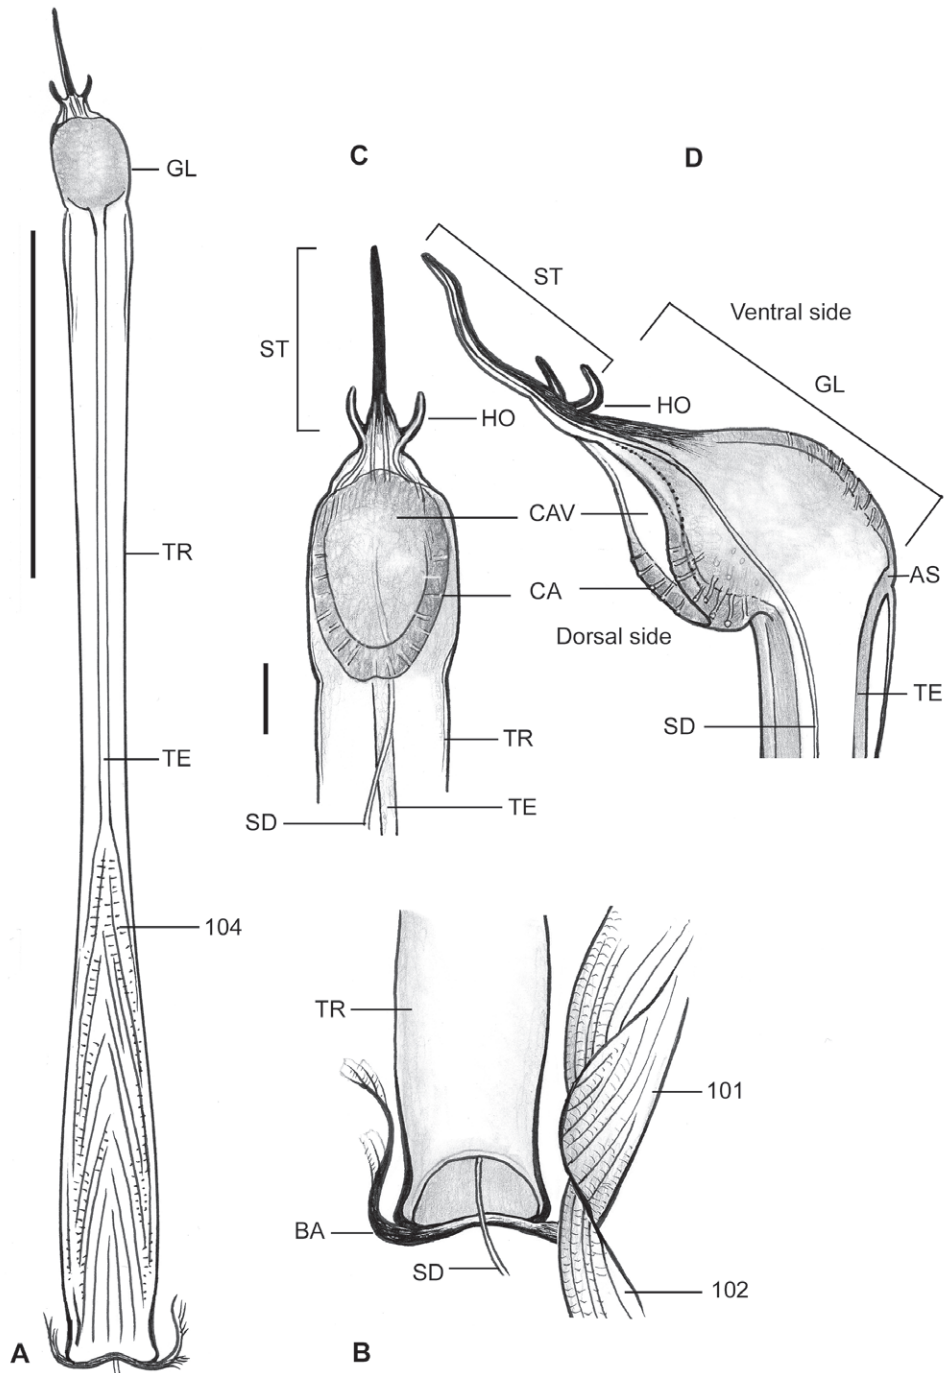 GL
TR
TE
104
A
C
ST
HO
CAV
CA
TR
TE
SD
D
ST
Ventral side
GL
HO
AS
Dorsal side
TE
SD
TR
101
BA
SD
102
B